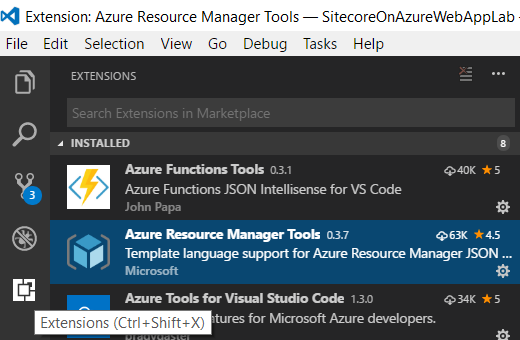 Extension: Azure Resource Manager Tools — SitecoreOnAzureWebAppLab -
File Edit Selection View Go Debug Tasks Help
EXTENSIONS
Search Extensions in Marketplace
INSTALLED 8
Azure Functions Tools 0.3.1 40K 5
Azure Functions JSON Intellisense for VS Code
John Papa
3
Azure Resource Manager Tools 0.3.7 63K 4.5
Template language support for Azure Resource Manager JSON ...
Microsoft
Azure Tools for Visual Studio Code 1.3.0 34K 5
Extensions (Ctrl+Shift+X)
for Microsoft Azure developers.